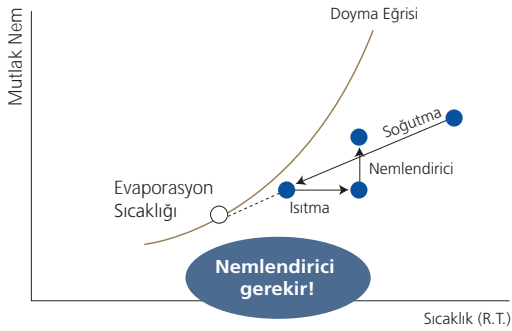 Doyma Eğrisi
Mutlak Nem
Soğutma
Nemlendirici
Evaporasyon
Sıcaklığı
Isıtma
Nemlendirici
gerekir!
Sıcaklık (R.T.)